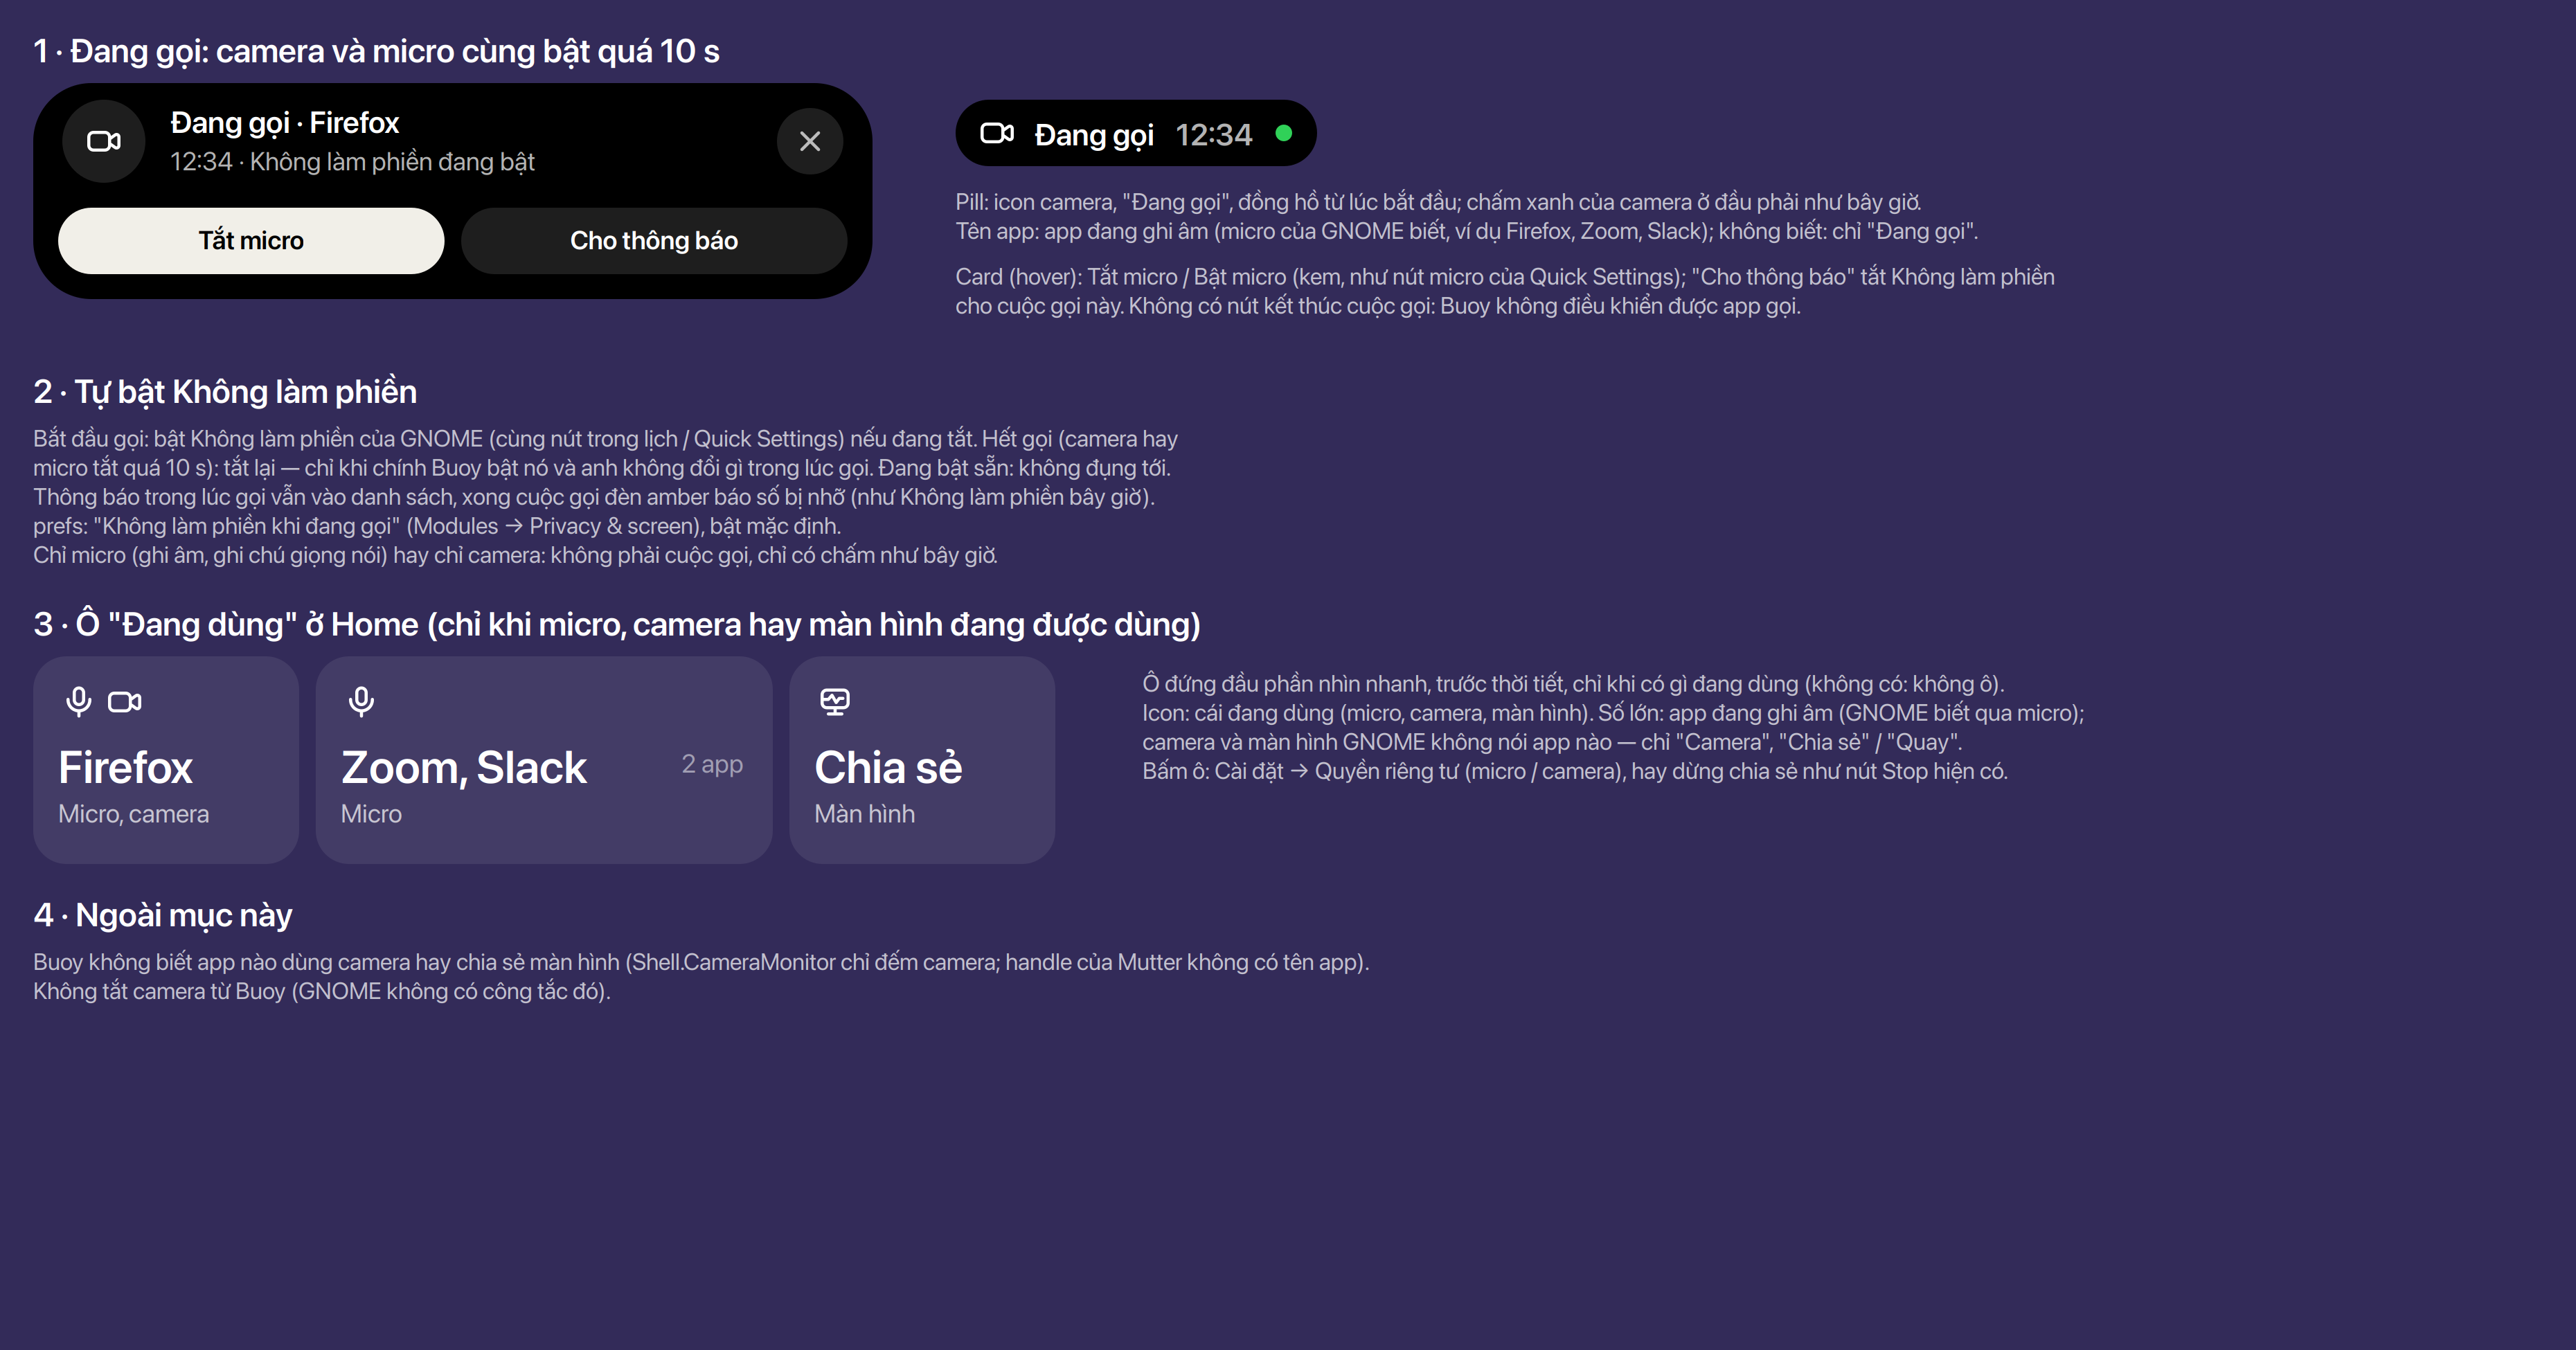 1 · Đang gọi: camera và micro cùng bật quá 10 s
Đang gọi · Firefox
12:34 · Không làm phiền đang bật
Tắt micro
Cho thông báo
Đang gọi 12:34
Pill: icon camera, "Đang gọi", đồng hồ từ lúc bắt đầu; chấm xanh của camera ở đầu phải như bây giờ.
Tên app: app đang ghi âm (micro của GNOME biết, ví dụ Firefox, Zoom, Slack); không biết: chỉ "Đang gọi".
Card (hover): Tắt micro / Bật micro (kem, như nút micro của Quick Settings); "Cho thông báo" tắt Không làm phiền
cho cuộc gọi này. Không có nút kết thúc cuộc gọi: Buoy không điều khiển được app gọi.
2 · Tự bật Không làm phiền
Bắt đầu gọi: bật Không làm phiền của GNOME (cùng nút trong lịch / Quick Settings) nếu đang tắt. Hết gọi (camera hay
micro tắt quá 10 s): tắt lại — chỉ khi chính Buoy bật nó và anh không đổi gì trong lúc gọi. Đang bật sẵn: không đụng tới.
Thông báo trong lúc gọi vẫn vào danh sách, xong cuộc gọi đèn amber báo số bị nhỡ (như Không làm phiền bây giờ).
prefs: "Không làm phiền khi đang gọi" (Modules → Privacy & screen), bật mặc định.
Chỉ micro (ghi âm, ghi chú giọng nói) hay chỉ camera: không phải cuộc gọi, chỉ có chấm như bây giờ.
3 · Ô "Đang dùng" ở Home (chỉ khi micro, camera hay màn hình đang được dùng)
Firefox
Micro, camera
Zoom, Slack
2 app
Micro
Chia sẻ
Màn hình
Ô đứng đầu phần nhìn nhanh, trước thời tiết, chỉ khi có gì đang dùng (không có: không ô).
Icon: cái đang dùng (micro, camera, màn hình). Số lớn: app đang ghi âm (GNOME biết qua micro);
camera và màn hình GNOME không nói app nào — chỉ "Camera", "Chia sẻ" / "Quay".
Bấm ô: Cài đặt → Quyền riêng tư (micro / camera), hay dừng chia sẻ như nút Stop hiện có.
4 · Ngoài mục này
Buoy không biết app nào dùng camera hay chia sẻ màn hình (Shell.CameraMonitor chỉ đếm camera; handle của Mutter không có tên app).
Không tắt camera từ Buoy (GNOME không có công tắc đó).